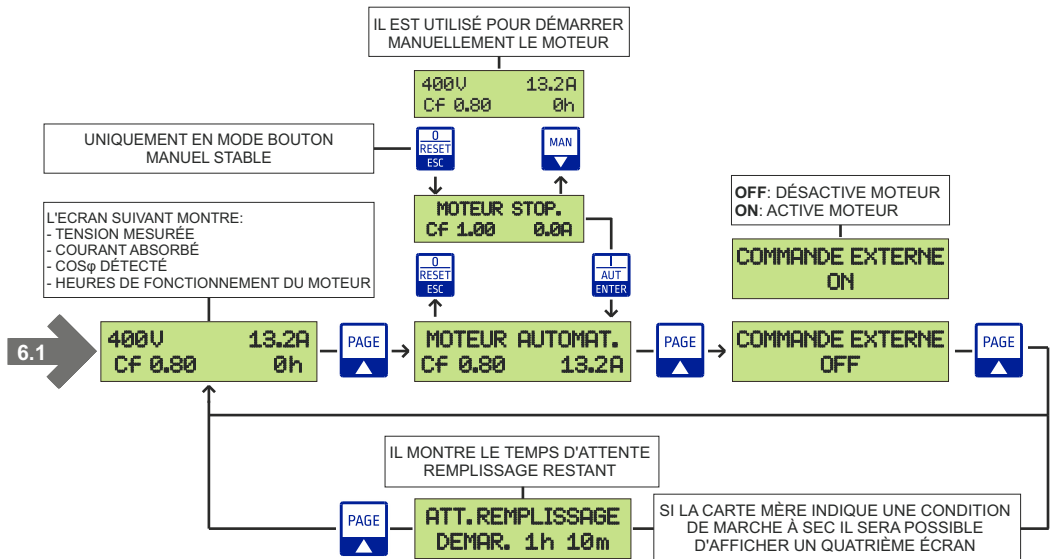 IL EST UTILISÉ POUR DÉMARRER
MANUELLEMENT LE MOTEUR
400V 13.2A
Cf 0.80 0h
UNIQUEMENT EN MODE BOUTON
MANUEL STABLE
0
RESET
ESC
MAN
MOTEUR STOP.
Cf 1.00 0.0A
OFF: DÉSACTIVE MOTEUR
ON: ACTIVE MOTEUR
COMMANDE EXTERNE
ON
L'ECRAN SUIVANT MONTRE:
- TENSION MESURÉE
- COURANT ABSORBÉ
- COSφ DÉTECTÉ
- HEURES DE FONCTIONNEMENT DU MOTEUR
0
RESET
ESC
I
AUT
ENTER
6.1
400V 13.2A
Cf 0.80 0h
PAGE
MOTEUR AUTOMAT.
Cf 0.80 13.2A
PAGE
COMMANDE EXTERNE
OFF
PAGE
IL MONTRE LE TEMPS D'ATTENTE
REMPLISSAGE RESTANT
PAGE
ATT.REMPLISSAGE
DEMAR. 1h 10m
SI LA CARTE MÈRE INDIQUE UNE CONDITION
DE MARCHE À SEC IL SERA POSSIBLE
D'AFFICHER UN QUATRIÈME ÉCRAN